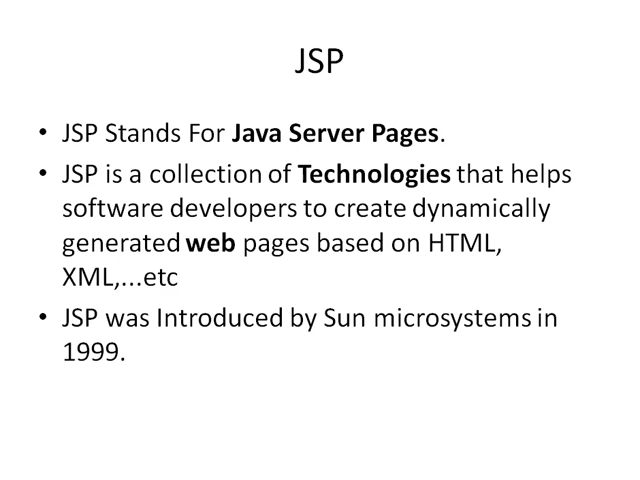 JSP
• JSP Stands For Java Server Pages.
• JSP is a collection of Technologies that helps
software developers to create dynamically
generated web pages based on HTML,
XML,...etc
• JSP was Introduced by Sun microsystems in
1999.